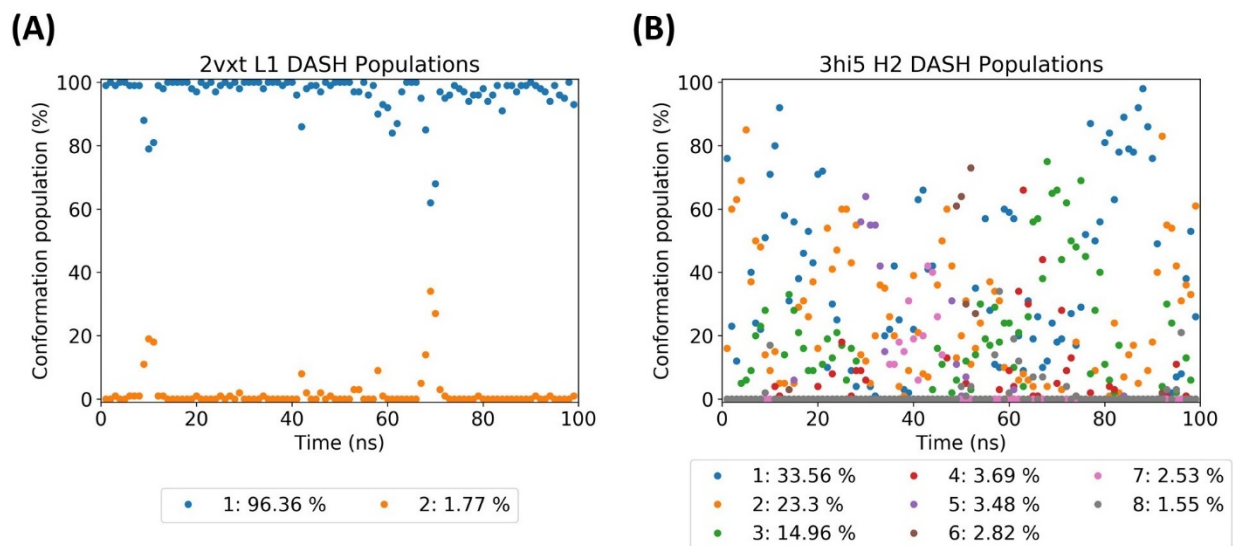 (A)
2vxt L1 DASH Populations
Conformation population (%)
100
80
60
40
20
0
0 20 40 60 80 100
Time (ns)
1: 96.36 % 2: 1.77 %
(B)
3hi5 H2 DASH Populations
Conformation population (%)
100
80
60
40
20
0
0 20 40 60 80 100
Time (ns)
1: 33.56 % 4: 3.69 % 7: 2.53 %
2: 23.3 % 5: 3.48 % 8: 1.55 %
3: 14.96 % 6: 2.82 %